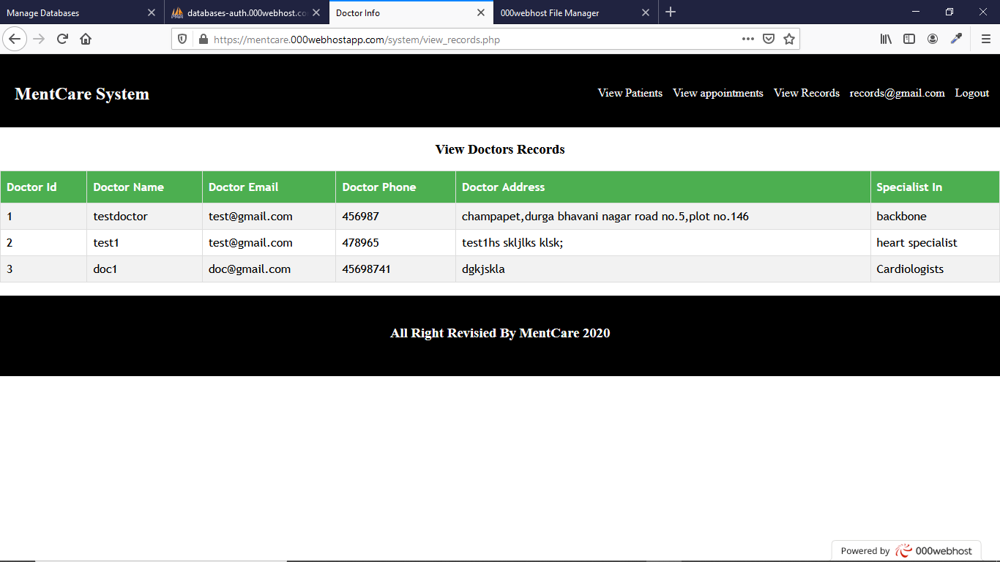 Manage Databases
databases-auth.000webhost.co
Doctor Info
000webhost File Manager
https://mentcare.000webhostapp.com/system/view_records.php
MentCare System
View Patients View appointments View Records records@gmail.com Logout
View Doctors Records
Doctor Id Doctor Name Doctor Email Doctor Phone Doctor Address Specialist In
1 testdoctor test@gmail.com 456987 champapet,durga bhavani nagar road no.5,plot no.146 backbone
2 test1 test@gmail.com 478965 test1hs skljlks klsk; heart specialist
3 doc1 doc@gmail.com 45698741 dgkjskla Cardiologists
All Right Revisied By MentCare 2020
Powered by 000webhost